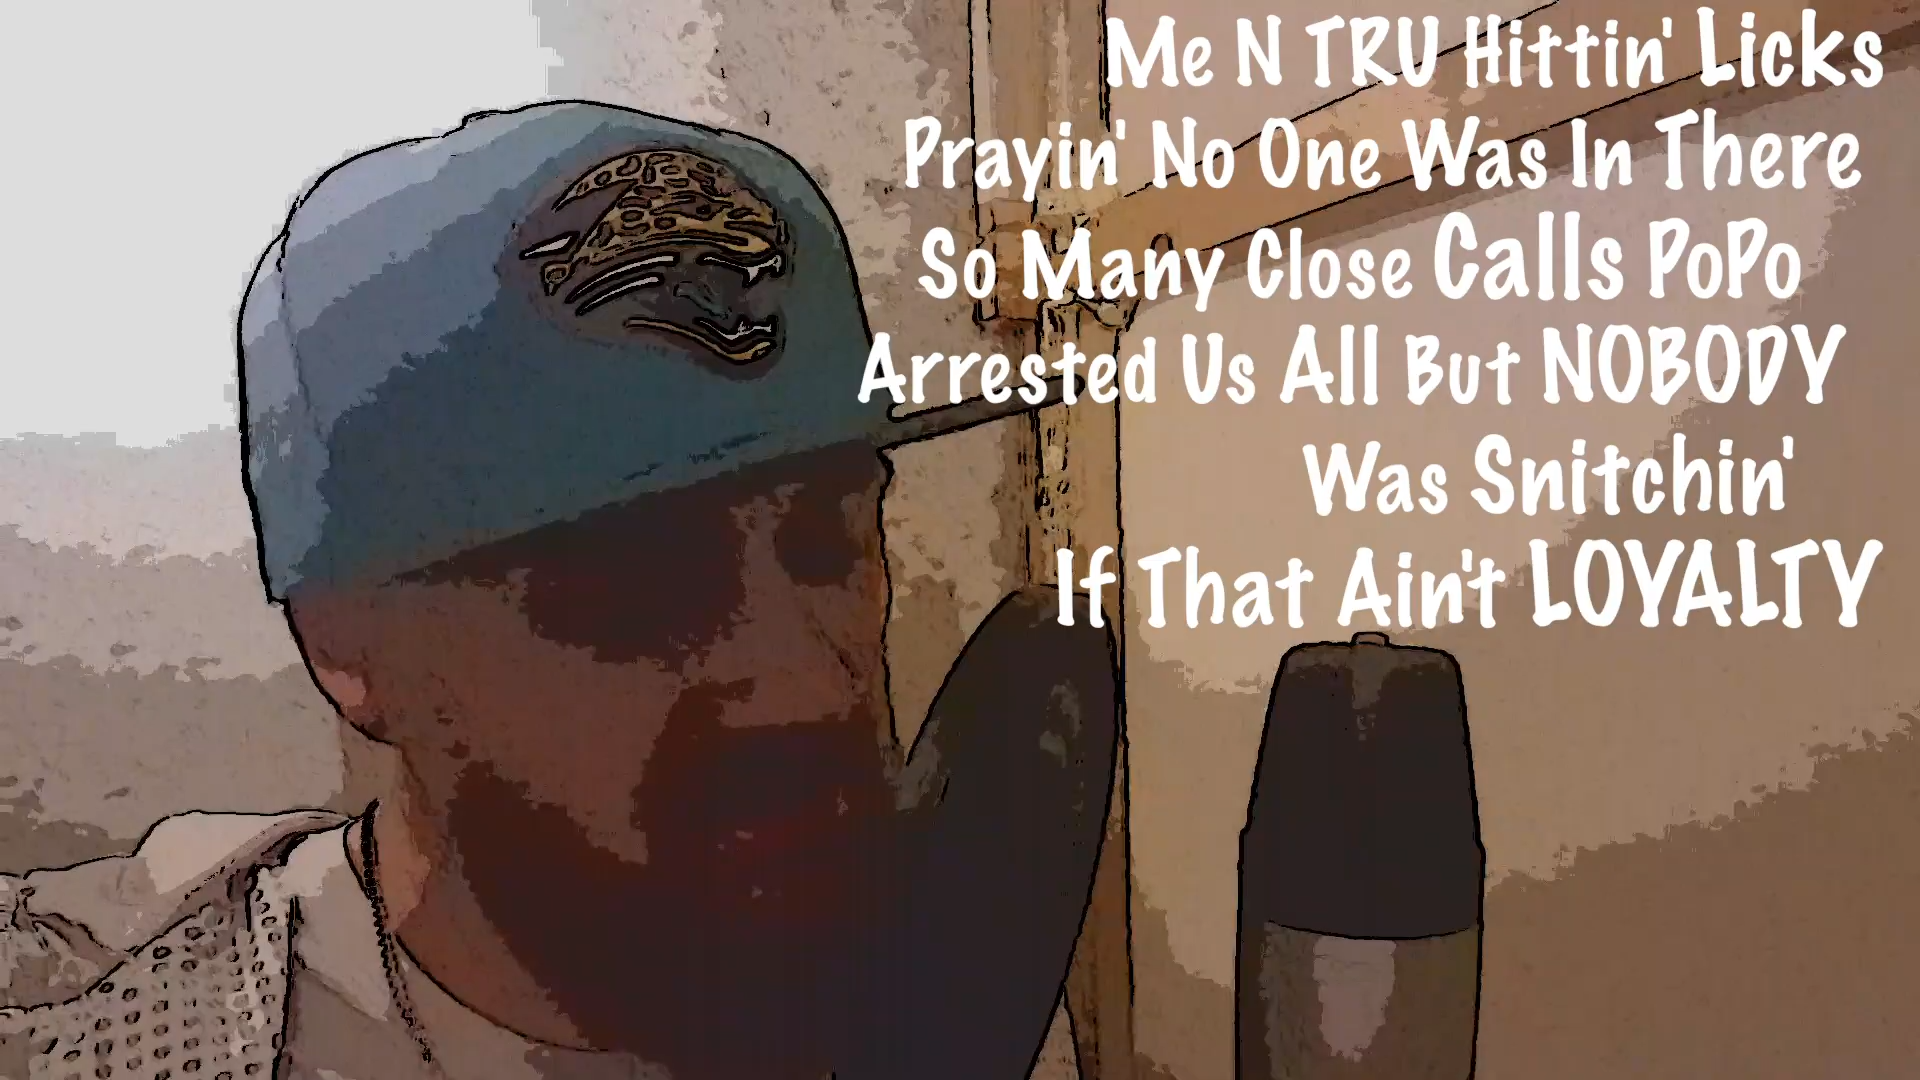 Me N TRU Hittin' Licks
Prayin' No One Was In There
So Many Close Calls PoPo
Arrested Us All But NOBODY
Was Snitchin'
If That Ain't LOYALTY